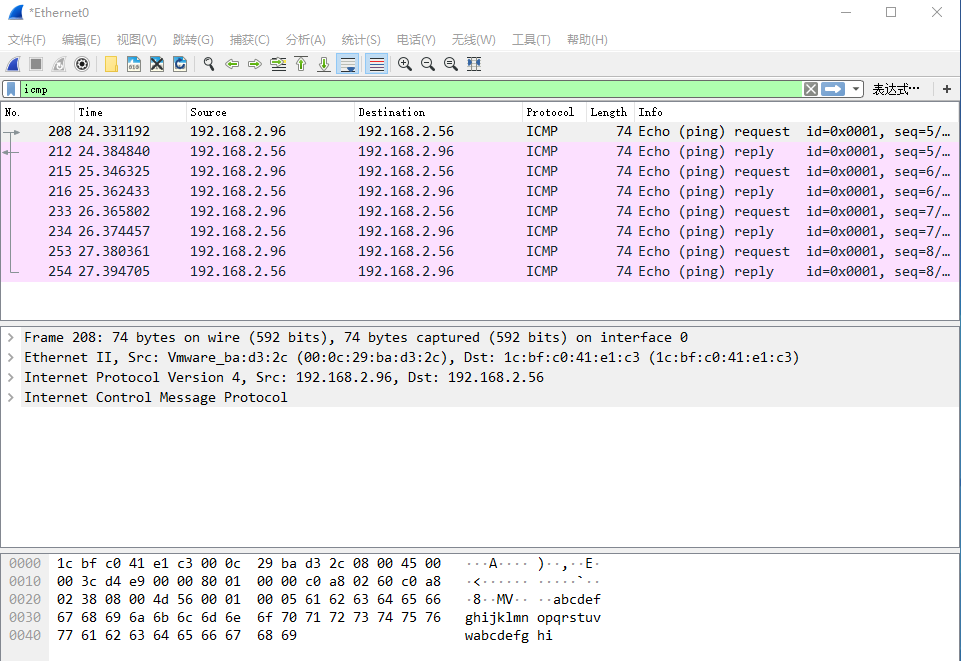 *Ethernet0
文件(F) 编辑(E) 视图(V) 跳转(G) 捕获(C) 分析(A) 统计(S) 电话(Y) 无线(W) 工具(T) 帮助(H)
icmp 表达式… +
No. Time Source Destination Protocol Length Info
208 24.331192 192.168.2.96 192.168.2.56 ICMP 74 Echo (ping) request id=0x0001, seq=5/…
212 24.384840 192.168.2.56 192.168.2.96 ICMP 74 Echo (ping) reply id=0x0001, seq=5/…
215 25.346325 192.168.2.96 192.168.2.56 ICMP 74 Echo (ping) request id=0x0001, seq=6/…
216 25.362433 192.168.2.56 192.168.2.96 ICMP 74 Echo (ping) reply id=0x0001, seq=6/…
233 26.365802 192.168.2.96 192.168.2.56 ICMP 74 Echo (ping) request id=0x0001, seq=7/…
234 26.374457 192.168.2.56 192.168.2.96 ICMP 74 Echo (ping) reply id=0x0001, seq=7/…
253 27.380361 192.168.2.96 192.168.2.56 ICMP 74 Echo (ping) request id=0x0001, seq=8/…
254 27.394705 192.168.2.56 192.168.2.96 ICMP 74 Echo (ping) reply id=0x0001, seq=8/…
Frame 208: 74 bytes on wire (592 bits), 74 bytes captured (592 bits) on interface 0
Ethernet II, Src: Vmware_ba:d3:2c (00:0c:29:ba:d3:2c), Dst: 1c:bf:c0:41:e1:c3 (1c:bf:c0:41:e1:c3)
Internet Protocol Version 4, Src: 192.168.2.96, Dst: 192.168.2.56
Internet Control Message Protocol
0000 1c bf c0 41 e1 c3 00 0c 29 ba d3 2c 08 00 45 00 ···A···· )··,··E·
0010 00 3c d4 e9 00 00 80 01 00 00 c0 a8 02 60 c0 a8 ·<······ ·····`··
0020 02 38 08 00 4d 56 00 01 00 05 61 62 63 64 65 66 ·8··MV·· ··abcdef
0030 67 68 69 6a 6b 6c 6d 6e 6f 70 71 72 73 74 75 76 ghijklmn opqrstuv
0040 77 61 62 63 64 65 66 67 68 69 wabcdefg hi